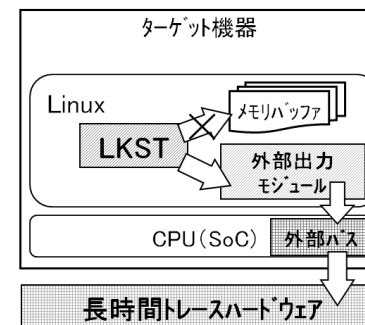 ターゲット機器
Linux
メモリバッファ
LKST
外部出力
モジュール
CPU(SoC)
外部バス
長時間トレースハードウェア